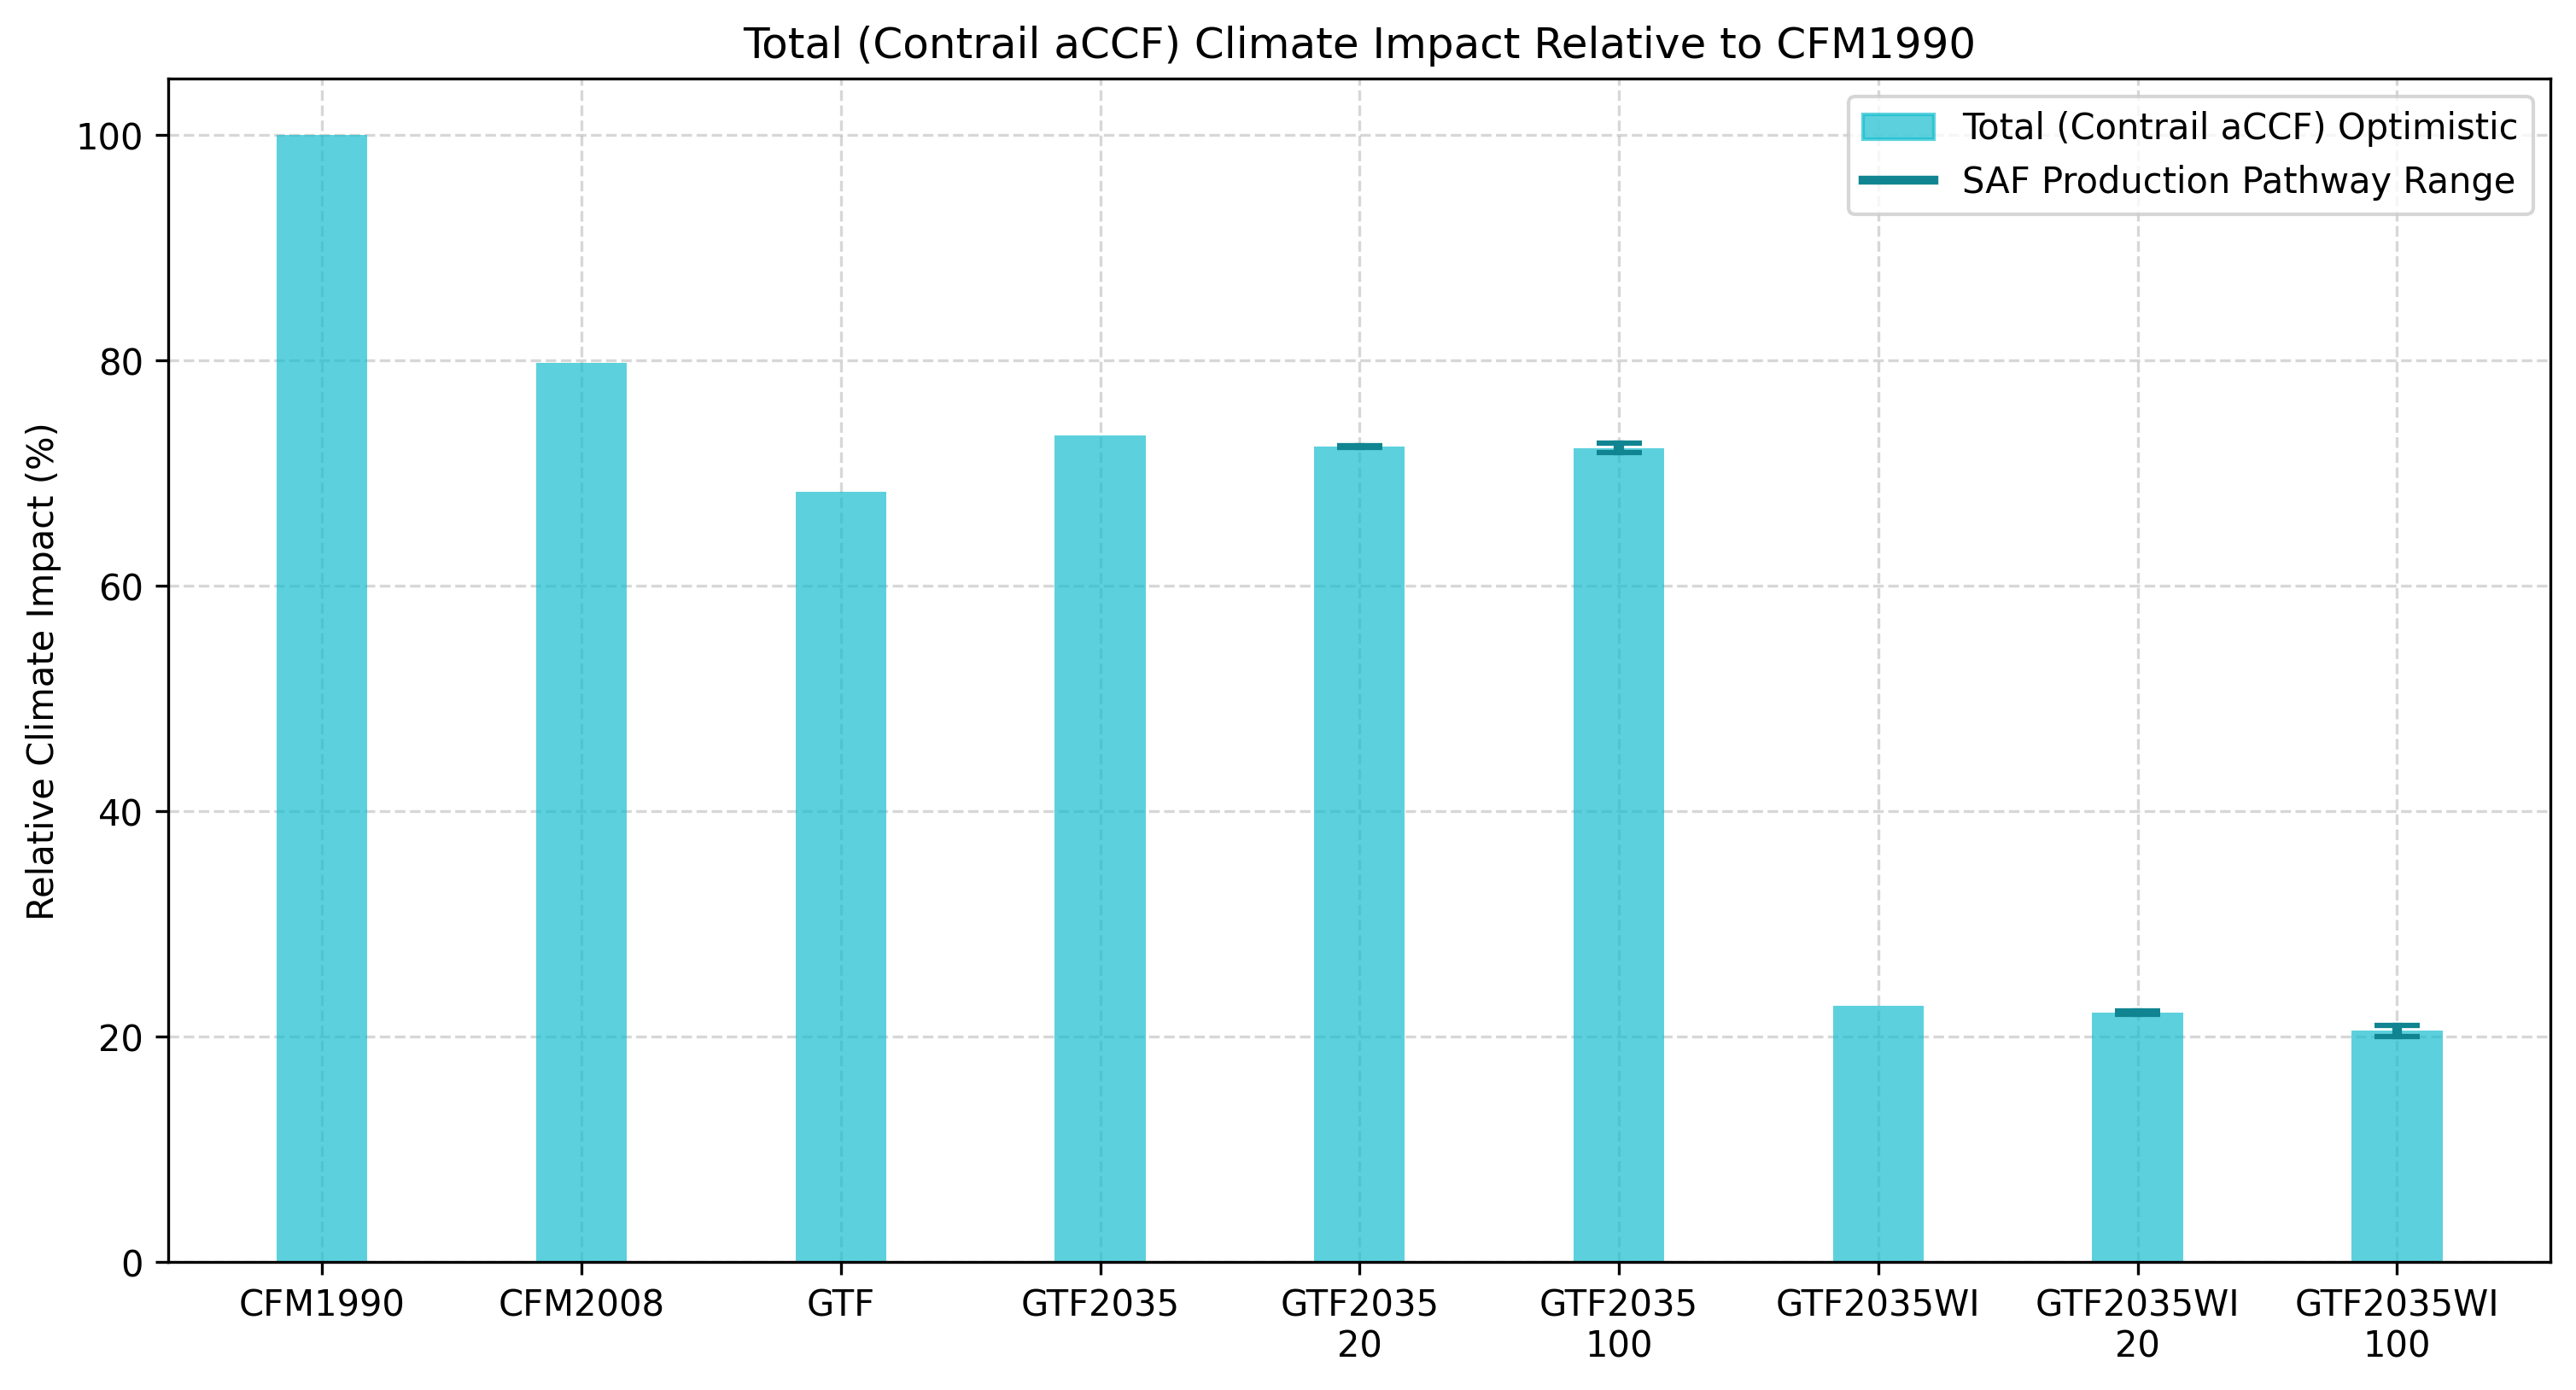 Total (Contrail aCCF) Climate Impact Relative to CFM1990
Total (Contrail aCCF) Optimistic
SAF Production Pathway Range
Relative Climate Impact (%)
100
80
60
40
20
0
CFM1990 CFM2008 GTF GTF2035 GTF2035 GTF2035 GTF2035WI GTF2035WI GTF2035WI
20 100 20 100